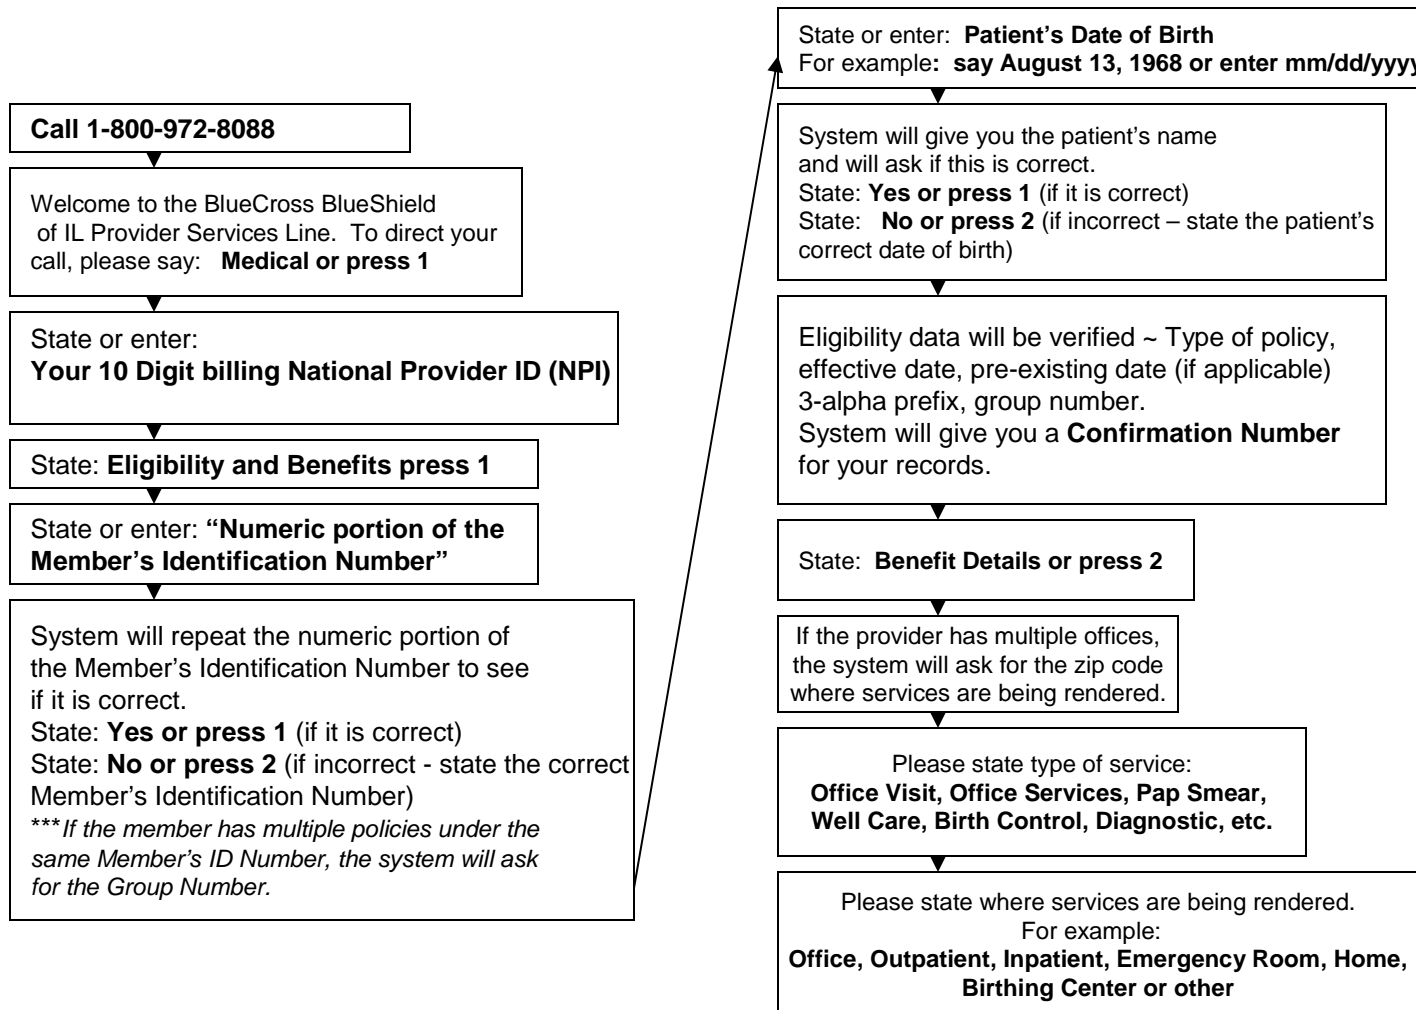 Call 1-800-972-8088
Welcome to the BlueCross BlueShield
of IL Provider Services Line. To direct your
call, please say: Medical or press 1
State or enter:
Your 10 Digit billing National Provider ID (NPI)
State: Eligibility and Benefits press 1
State or enter: “Numeric portion of the
Member’s Identification Number”
System will repeat the numeric portion of
the Member’s Identification Number to see
if it is correct.
State: Yes or press 1 (if it is correct)
State: No or press 2 (if incorrect - state the correct
Member’s Identification Number)
***If the member has multiple policies under the
same Member’s ID Number, the system will ask
for the Group Number.
State or enter: Patient’s Date of Birth
For example: say August 13, 1968 or enter mm/dd/yyyy
System will give you the patient’s name
and will ask if this is correct.
State: Yes or press 1 (if it is correct)
State: No or press 2 (if incorrect – state the patient’s
correct date of birth)
Eligibility data will be verified ~ Type of policy,
effective date, pre-existing date (if applicable)
3-alpha prefix, group number.
System will give you a Confirmation Number
for your records.
State: Benefit Details or press 2
If the provider has multiple offices,
the system will ask for the zip code
where services are being rendered.
Please state type of service:
Office Visit, Office Services, Pap Smear,
Well Care, Birth Control, Diagnostic, etc.
Please state where services are being rendered.
For example:
Office, Outpatient, Inpatient, Emergency Room, Home,
Birthing Center or other